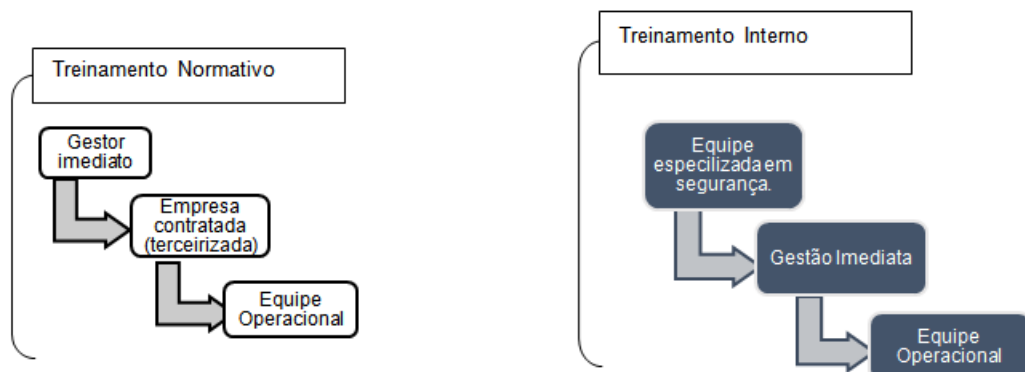 Treinamento Normativo
Gestor
imediato
Empresa
contratada
(terceirizada)
Equipe
Operacional
Treinamento Interno
Equipe
especilizada em
segurança.
Gestão Imediata
Equipe
Operacional